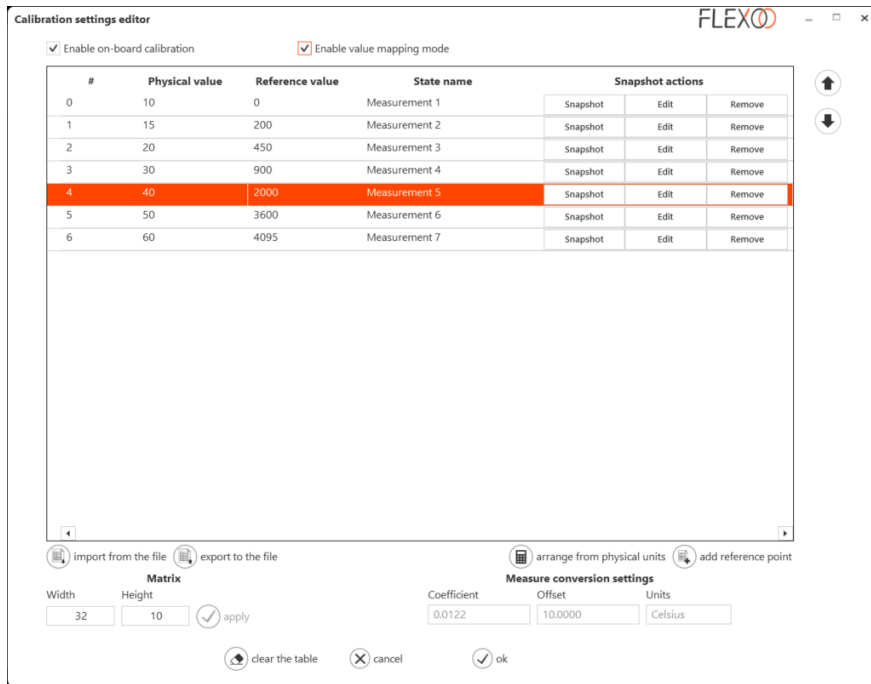 Calibration settings editor FLEXOO
Enable on-board calibration Enable value mapping mode
# Physical value Reference value State name Snapshot actions
0 10 0 Measurement 1 Snapshot Edit Remove
1 15 200 Measurement 2 Snapshot Edit Remove
2 20 450 Measurement 3 Snapshot Edit Remove
3 30 900 Measurement 4 Snapshot Edit Remove
4 40 2000 Measurement 5 Snapshot Edit Remove
5 50 3600 Measurement 6 Snapshot Edit Remove
6 60 4095 Measurement 7 Snapshot Edit Remove
import from the file export to the file arrange from physical units add reference point
Matrix Measure conversion settings
Width Height Coefficient Offset Units
32 10 apply 0.0122 10.0000 Celsius
clear the table cancel ok